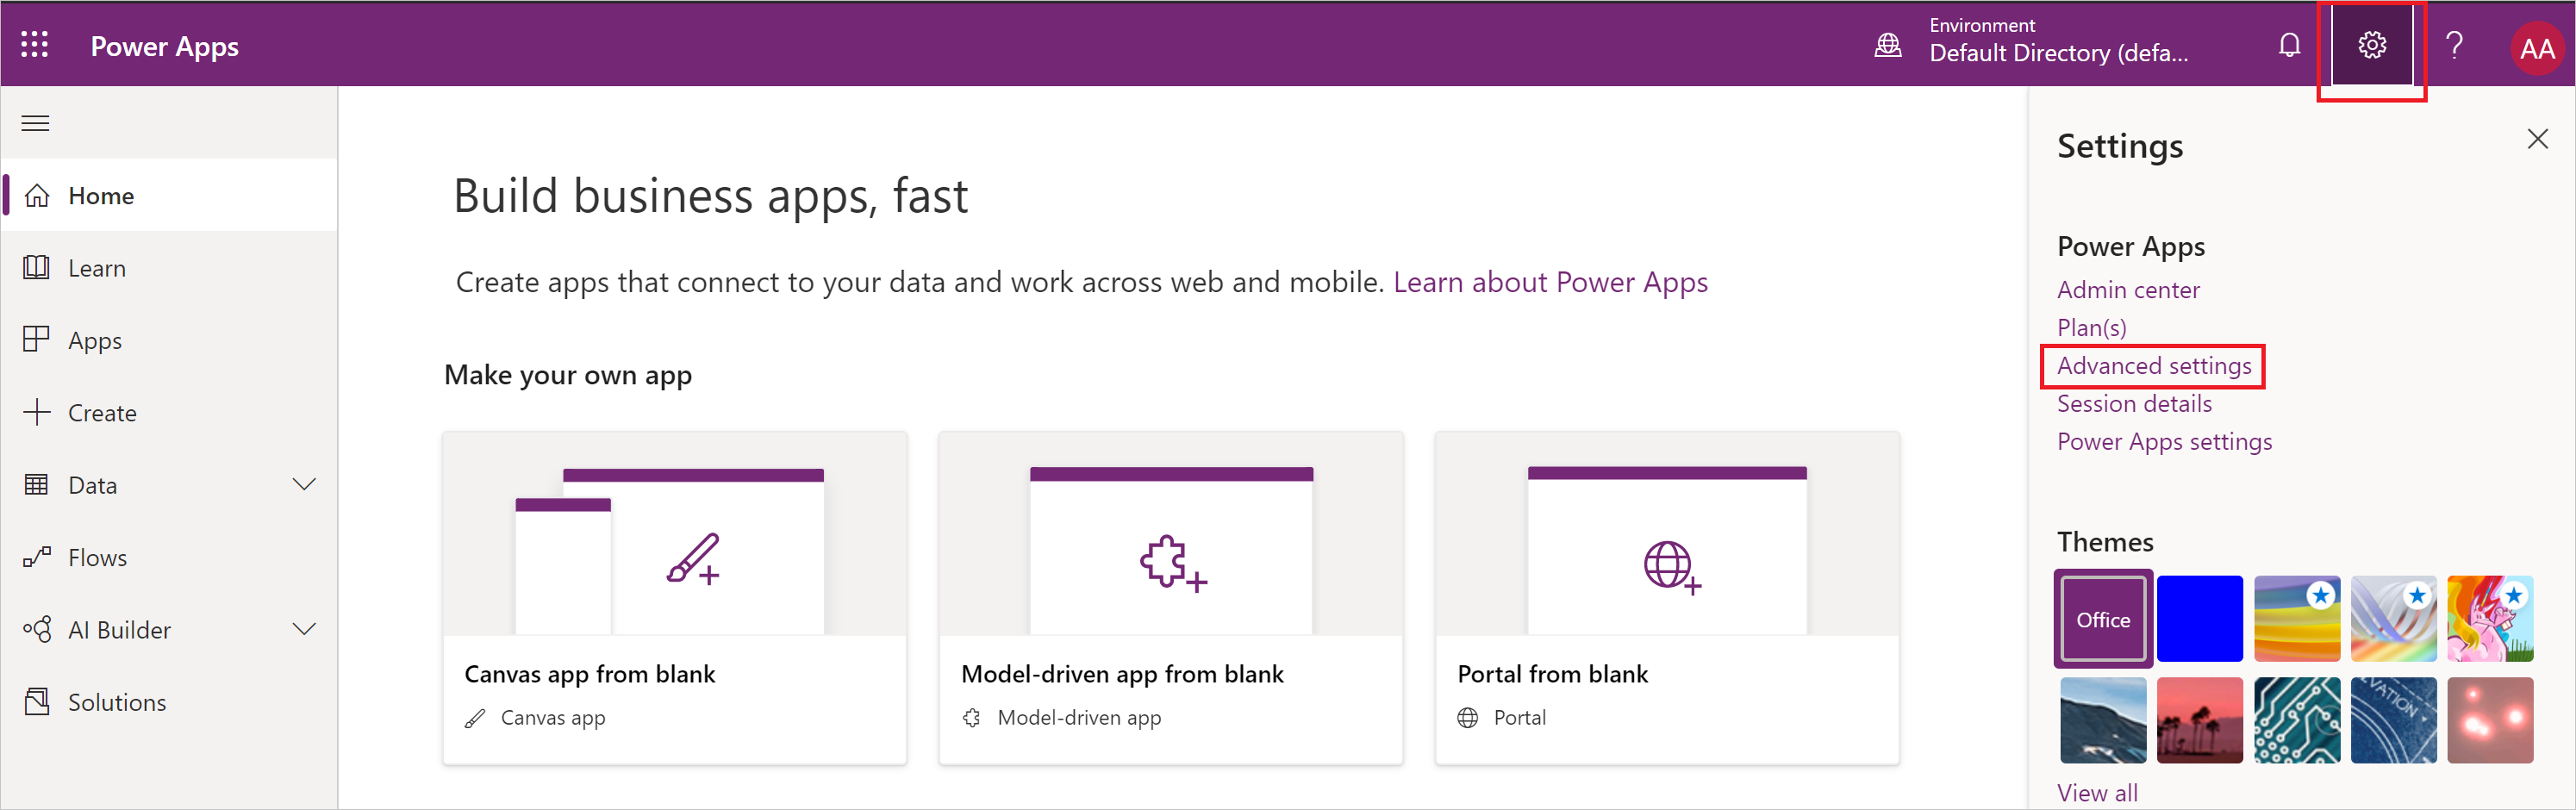 Power Apps
Environment
Default Directory (defa...
AA
Home
Learn
Apps
Create
Data
Flows
AI Builder
Solutions
Build business apps, fast
Create apps that connect to your data and work across web and mobile. Learn about Power Apps
Make your own app
Canvas app from blank
Canvas app
Model-driven app from blank
Model-driven app
Portal from blank
Portal
Settings
Power Apps
Admin center
Plan(s)
Advanced settings
Session details
Power Apps settings
Themes
Office
VATION
View all